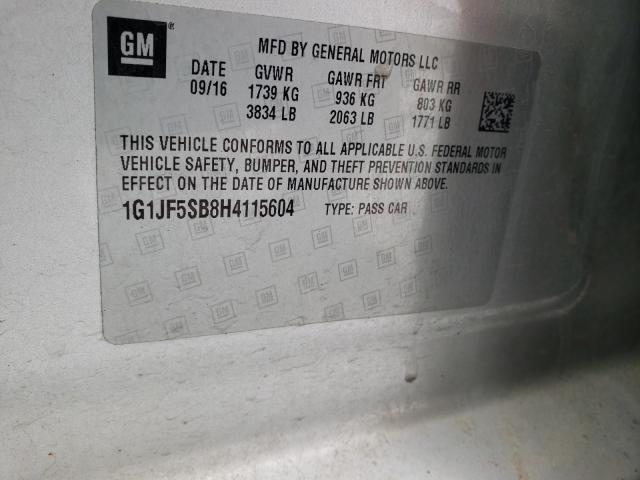 GM ®
MFD BY GENERAL MOTORS LLC
DATE GVWR GAWR FRT GAWR RR
09/16 1739 KG 936 KG 803 KG
3834 LB 2063 LB 1771 LB
THIS VEHICLE CONFORMS TO ALL APPLICABLE U.S. FEDERAL MOTOR
VEHICLE SAFETY, BUMPER, AND THEFT PREVENTION STANDARDS IN
EFFECT ON THE DATE OF MANUFACTURE SHOWN ABOVE.
1G1JF5SB8H4115604 TYPE: PASS CAR